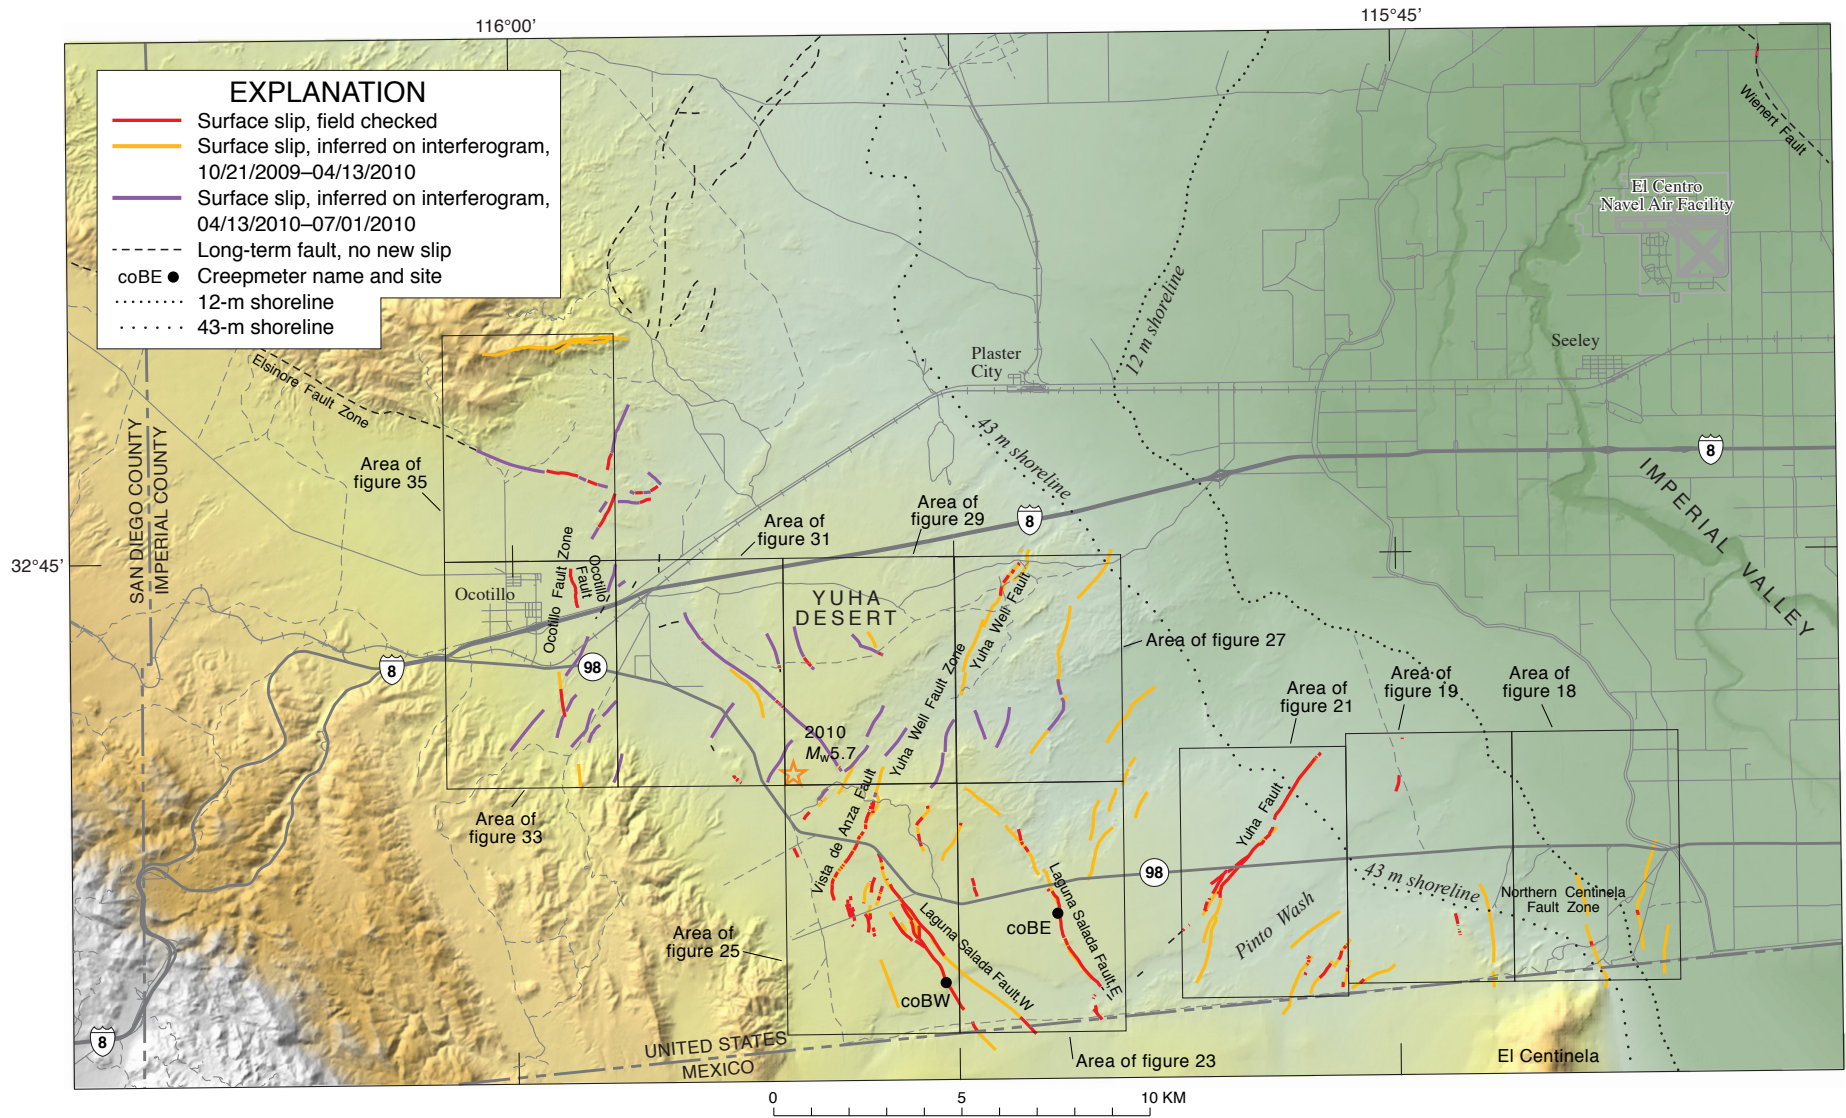 116°00'
115°45'
EXPLANATION
Surface slip, field checked
Surface slip, inferred on interferogram,
10/21/2009–04/13/2010
Surface slip, inferred on interferogram,
04/13/2010–07/01/2010
Long-term fault, no new slip
coBE
Creepmeter name and site
12-m shoreline
43-m shoreline
Wienert Fault
El Centro
Navel Air Facility
Seeley
12 m shoreline
Plaster
City
Elsinore Fault Zone
43 m shoreline
8
IMPERIAL VALLEY
SAN DIEGO COUNTY
IMPERIAL COUNTY
Area of
figure 35
Area of
figure 31
Area of
figure 29
8
32°45'
Ocotillo
Ocotillo Fault Zone
Ocotillo
Fault
YUHA
DESERT
Yuha Well Fault
Yuha Well Fault Zone
Area of figure 27
8
98
Area of
figure 21
Area of
figure 19
Area of
figure 18
2010
Mw5.7
Area of
figure 33
Vista de Anza Fault
Yuha Fault
98
43 m shoreline
Northern Centinela
Fault Zone
Pinto Wash
Laguna Salada Fault,W
Laguna Salada Fault,E
coBE
coBW
Area of
figure 25
8
UNITED STATES
MEXICO
Area of figure 23
El Centinela
0 5 10 KM